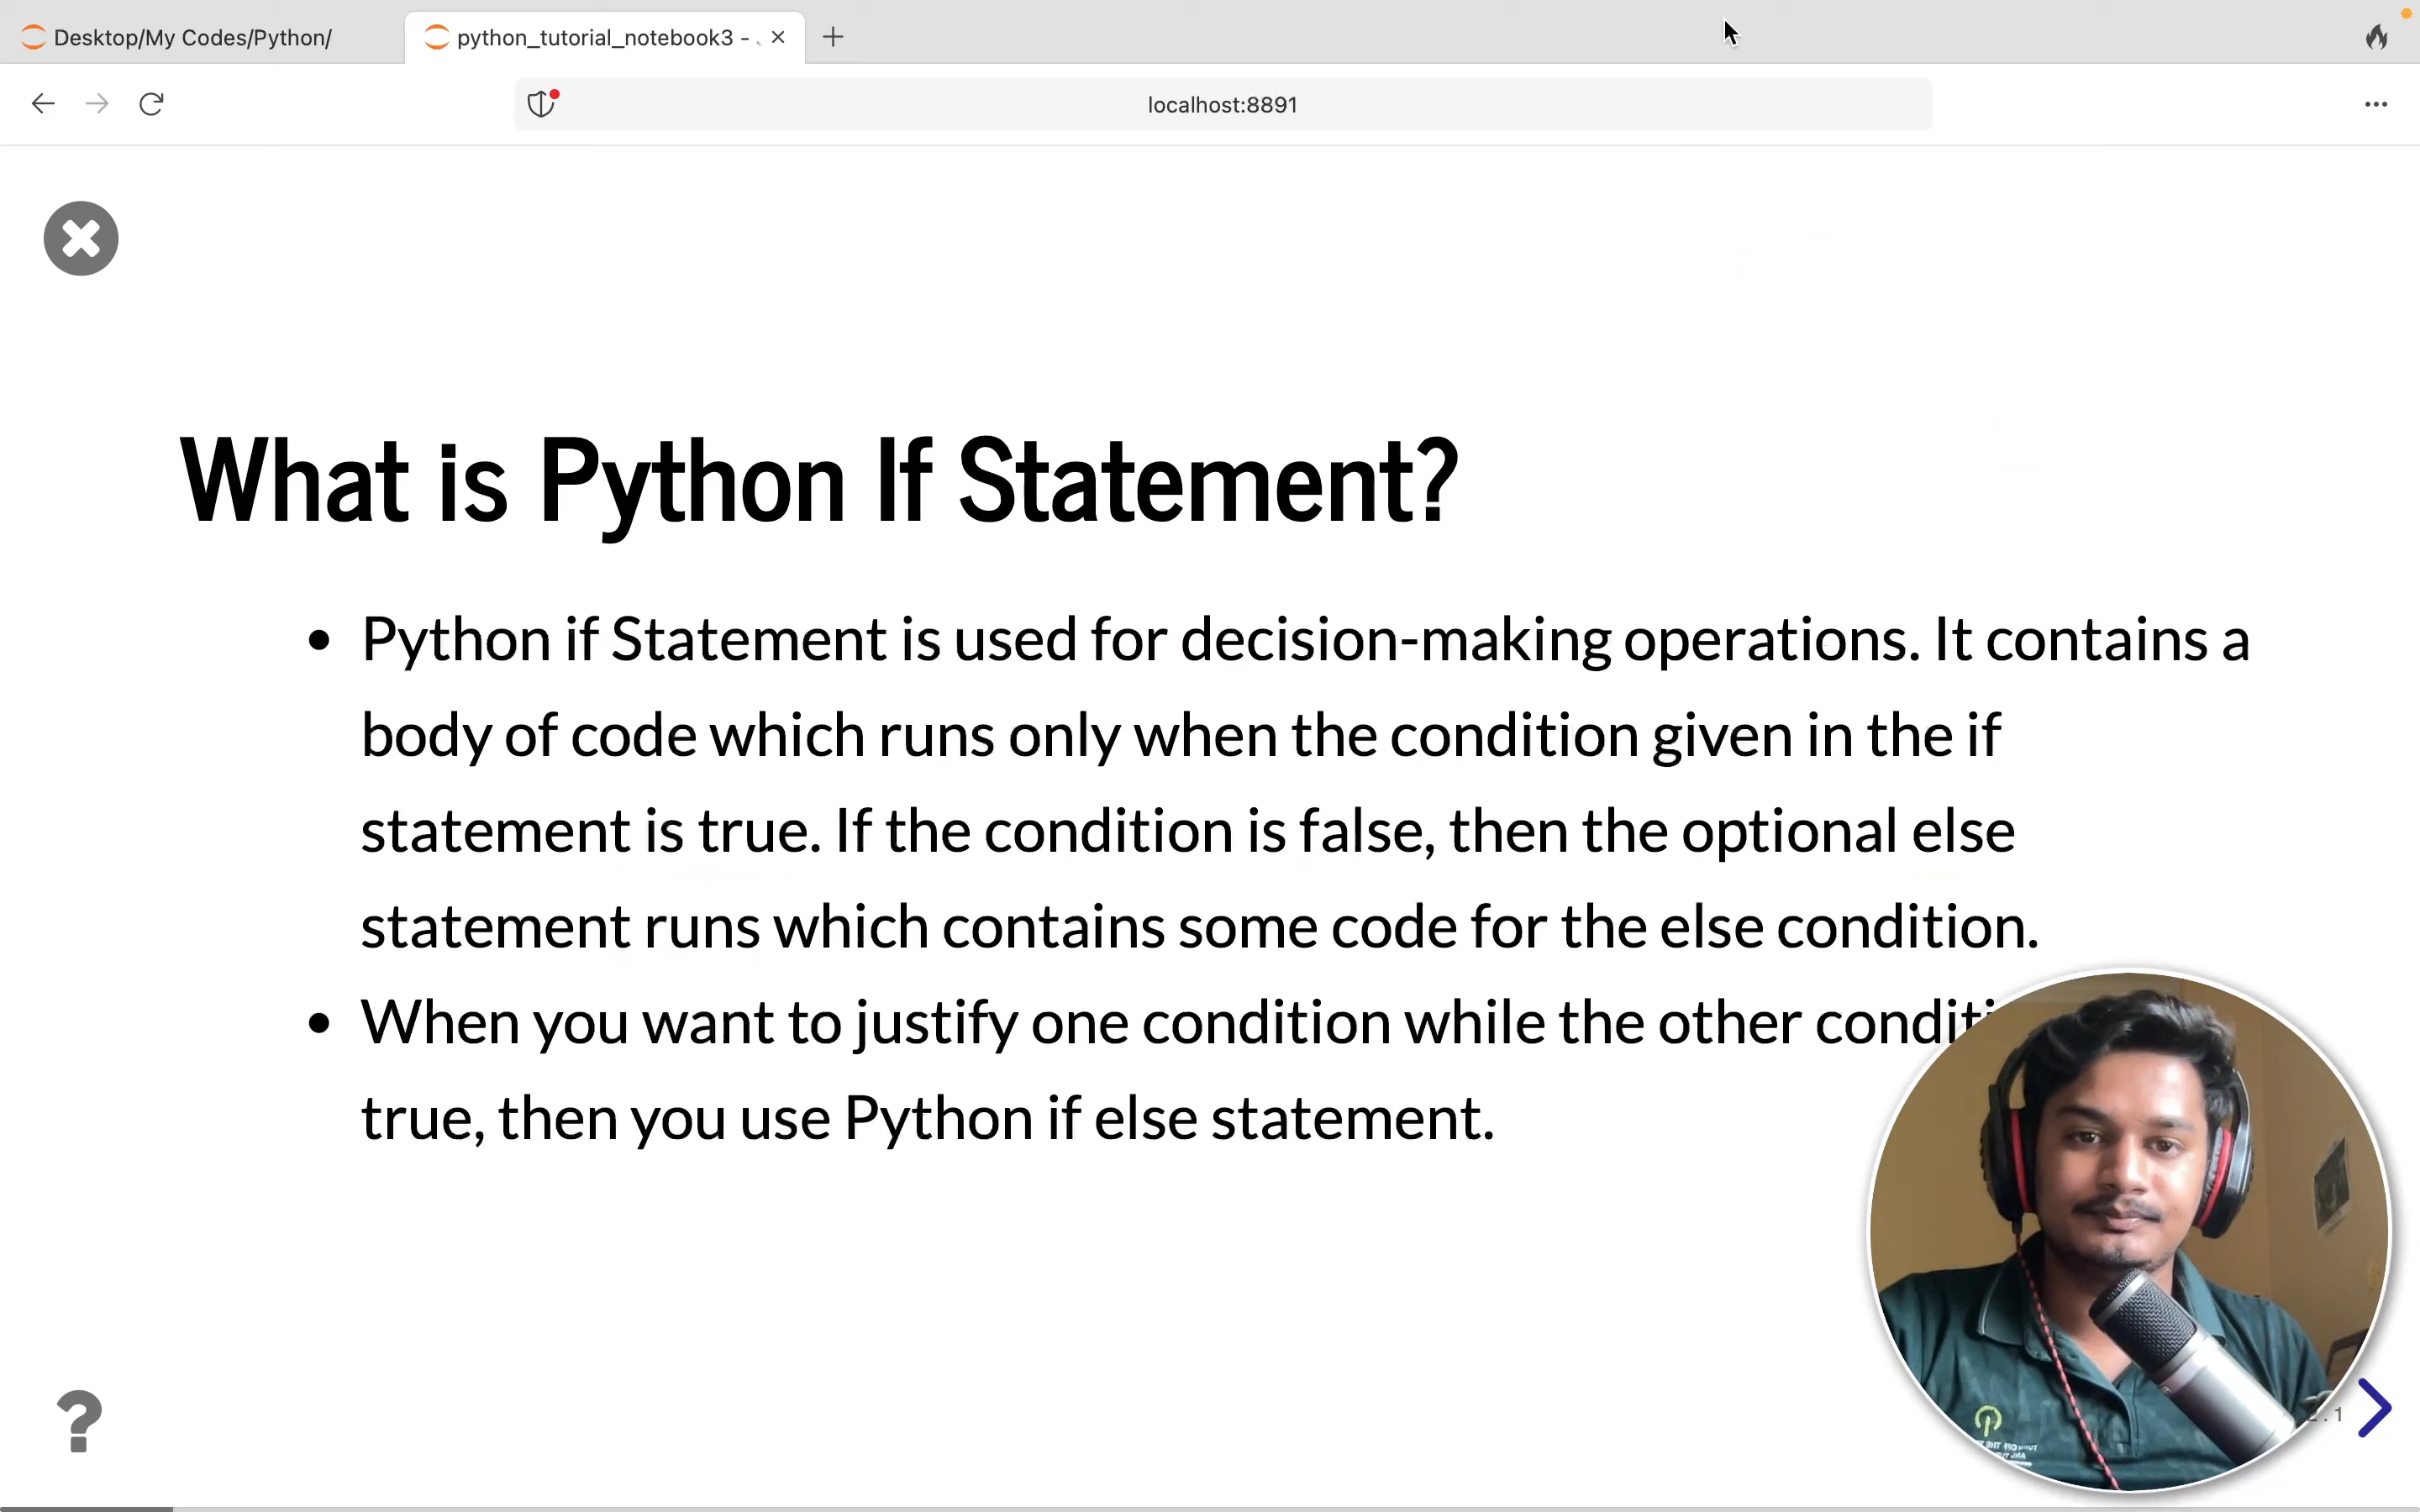 Desktop/My Codes/Python/
python_tutorial_notebook3 -
localhost:8891
What is Python If Statement?
• Python if Statement is used for decision-making operations. It contains a
body of code which runs only when the condition given in the if
statement is true. If the condition is false, then the optional else
statement runs which contains some code for the else condition.
• When you want to justify one condition while the other
true, then you use Python if else statement.